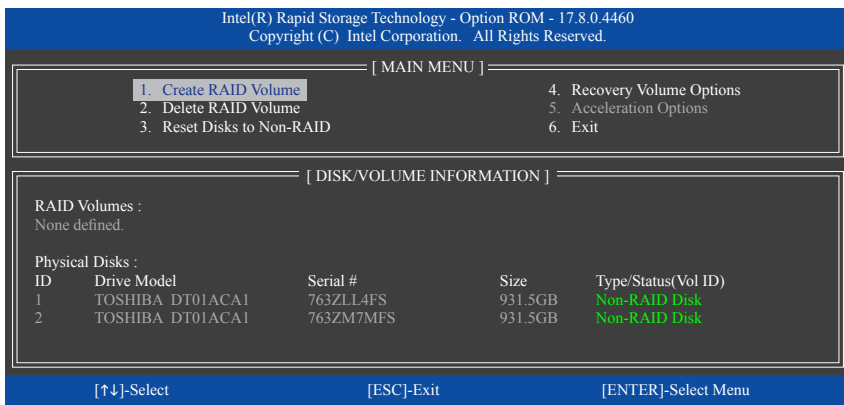 Intel(R) Rapid Storage Technology - Option ROM - 17.8.0.4460
Copyright (C) Intel Corporation. All Rights Reserved.
[ MAIN MENU ]
1. Create RAID Volume
2. Delete RAID Volume
3. Reset Disks to Non-RAID
4. Recovery Volume Options
5. Acceleration Options
6. Exit
[ DISK/VOLUME INFORMATION ]
RAID Volumes :
None defined.
Physical Disks :
ID Drive Model Serial # Size Type/Status(Vol ID)
1 TOSHIBA DT01ACA1 763ZLL4FS 931.5GB Non-RAID Disk
2 TOSHIBA DT01ACA1 763ZM7MFS 931.5GB Non-RAID Disk
[↑↓]-Select [ESC]-Exit [ENTER]-Select Menu